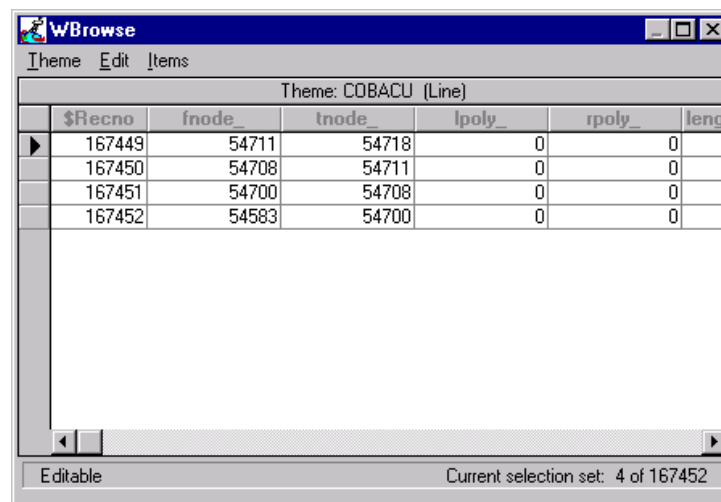 WBrowse
Theme Edit Items
Theme: COBACU (Line)
$Recno fnode_ tnode_ lpoly_ rpoly_ leng
167449 54711 54718 0 0
167450 54708 54711 0 0
167451 54700 54708 0 0
167452 54583 54700 0 0
Editable Current selection set: 4 of 167452